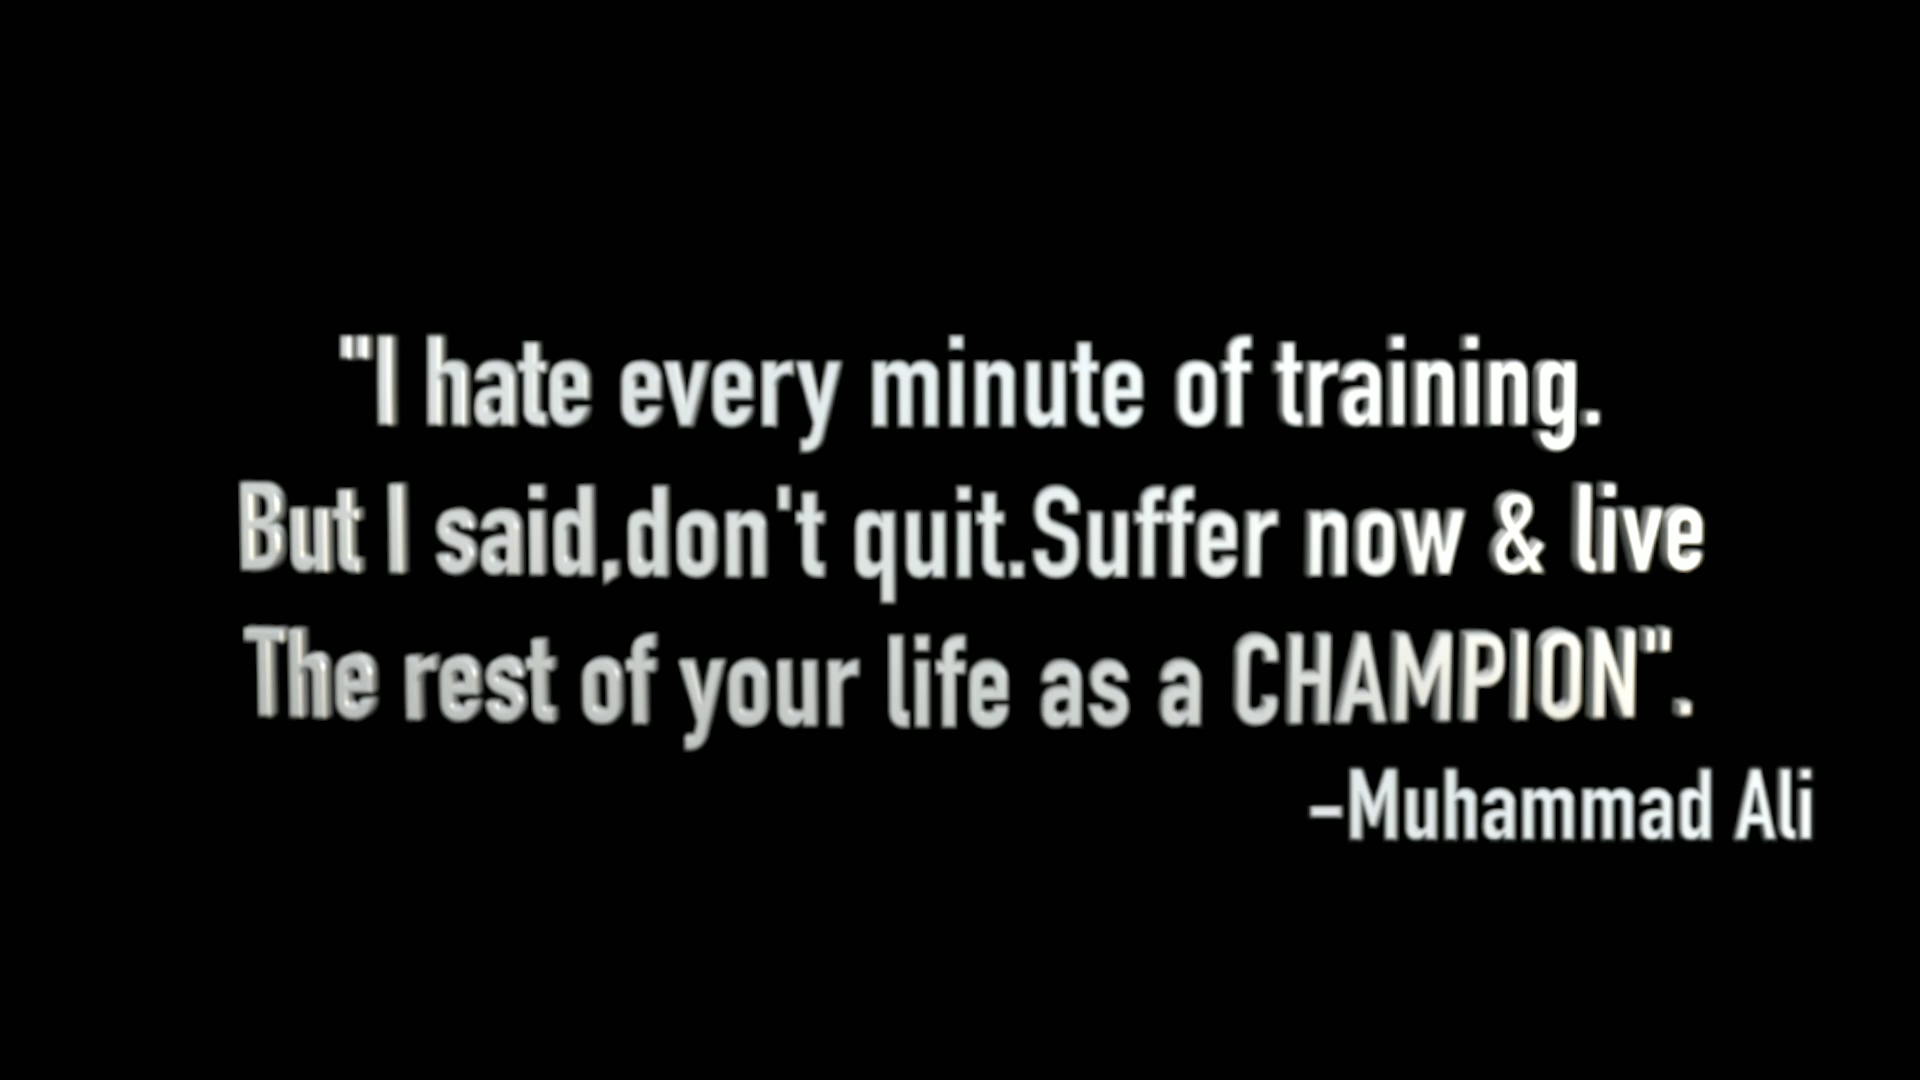 "I hate every minute of training.
But I said,don't quit.Suffer now & live
The rest of your life as a CHAMPION".
-Muhammad Ali